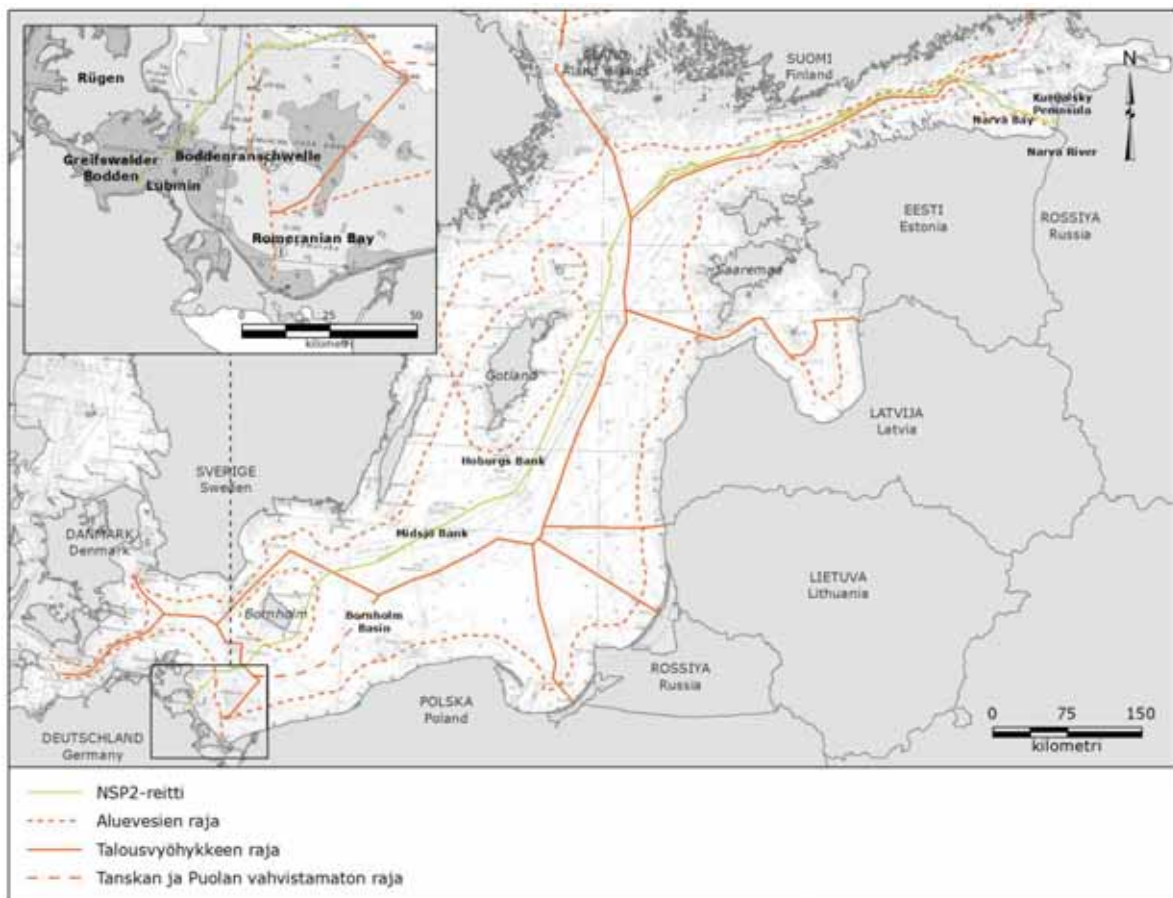 Rügen
Greifswalder
Bodden
Boddenranschwelle
Lubmin
Romeranian Bay
0 25 50
kilometri
Åland Islands
SUOMI
Finland
N
Kurgalsky
Peninsula
Narva Bay
Narva River
EESTI
Estonia
ROSSIYA
Russia
Saaremaa
Gotland
LATVIJA
Latvia
Hoburgs Bank
SVERIGE
Sweden
Midsjö Bank
DANMARK
Denmark
Bornholm
Bornholm
Basin
LIETUVA
Lithuania
ROSSIYA
Russia
POLSKA
Poland
DEUTSCHLAND
Germany
0 75 150
kilometri
NSP2-reitti
Aluevesien raja
Talousvyöhykkeen raja
Tanskan ja Puolan vahvistamaton raja